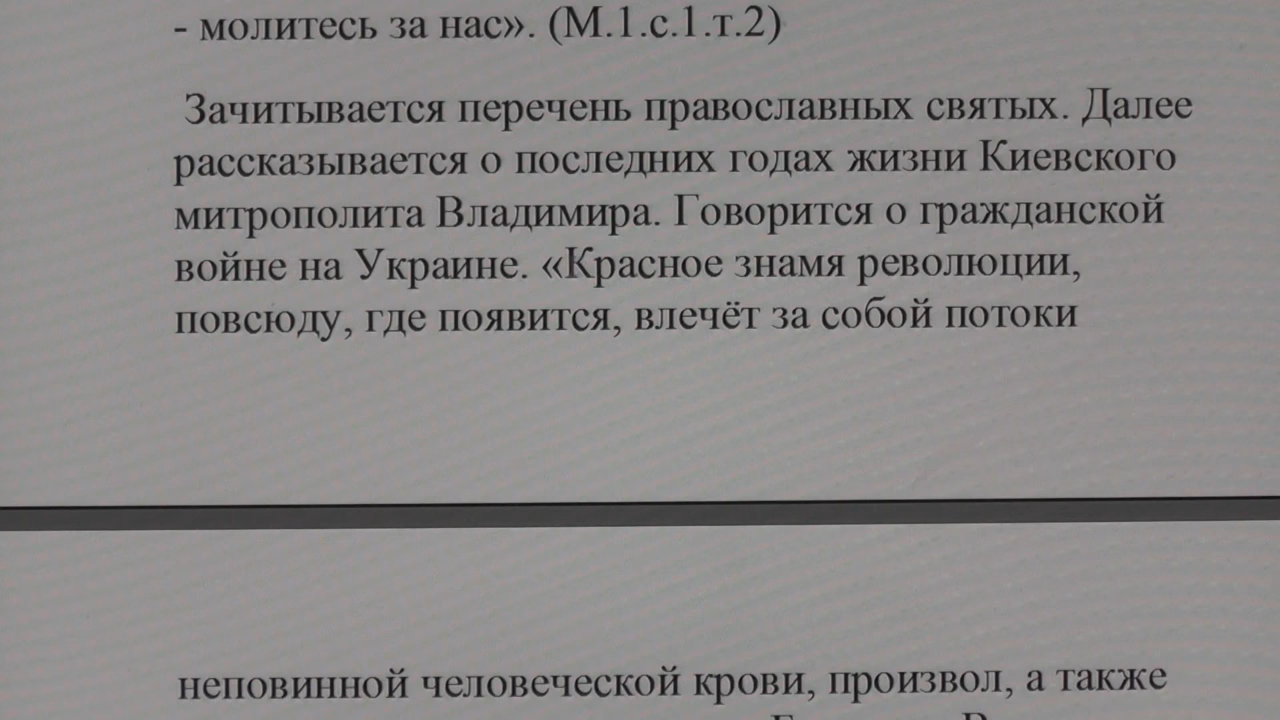 - молитесь за нас». (М.1.с.1.т.2)
Зачитывается перечень православных святых. Далее
рассказывается о последних годах жизни Киевского
митрополита Владимира. Говорится о гражданской
войне на Украине. «Красное знамя революции,
повсюду, где появится, влечёт за собой потоки
неповинной человеческой крови, произвол, а также